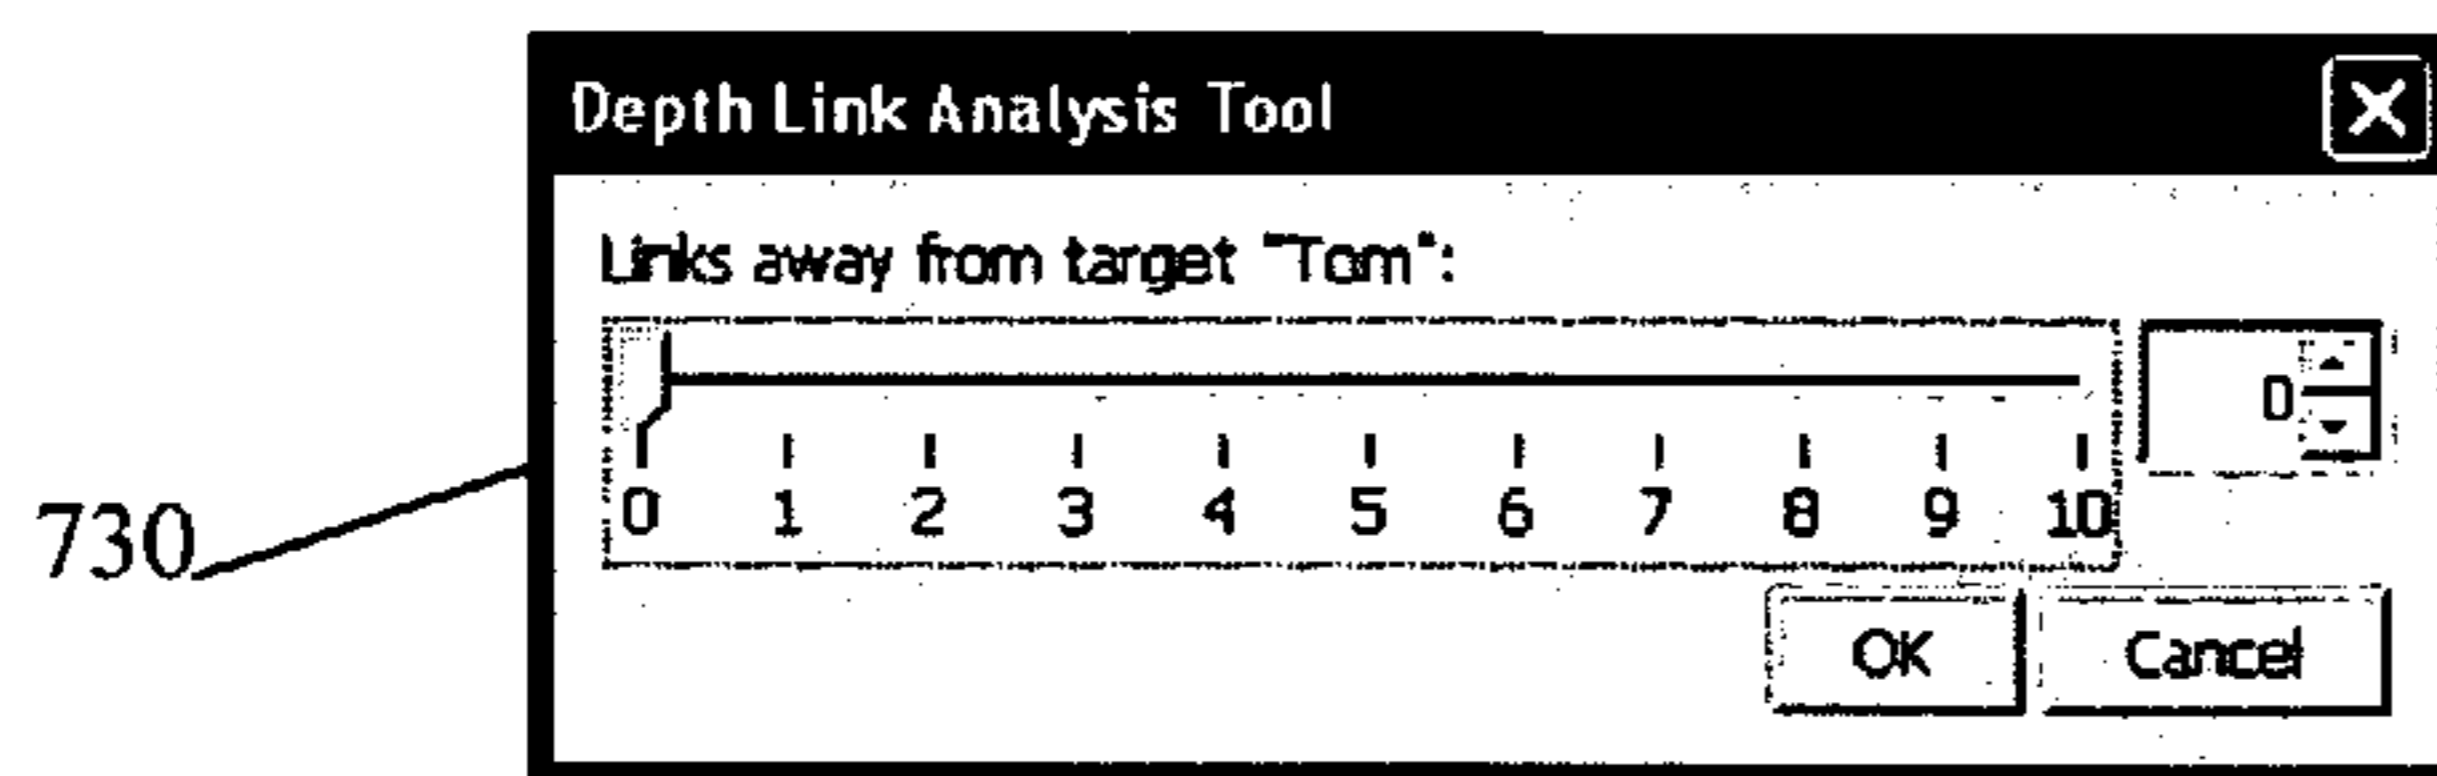 Depth Link Analysis Tool
Links away from target "Tom":
0
0 1 2 3 4 5 6 7 8 9 10
730
OK Cancel